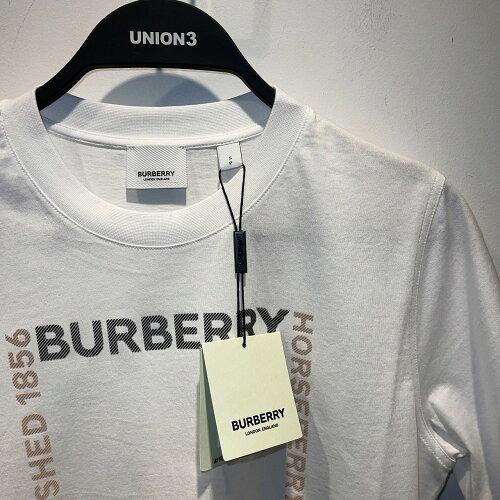 UNION3
BURBERRY
LONDON ENGLAND
S
BURBERRY
SHED 1856
HORSEFERRY
BURBERRY
LONDON ENGLAND